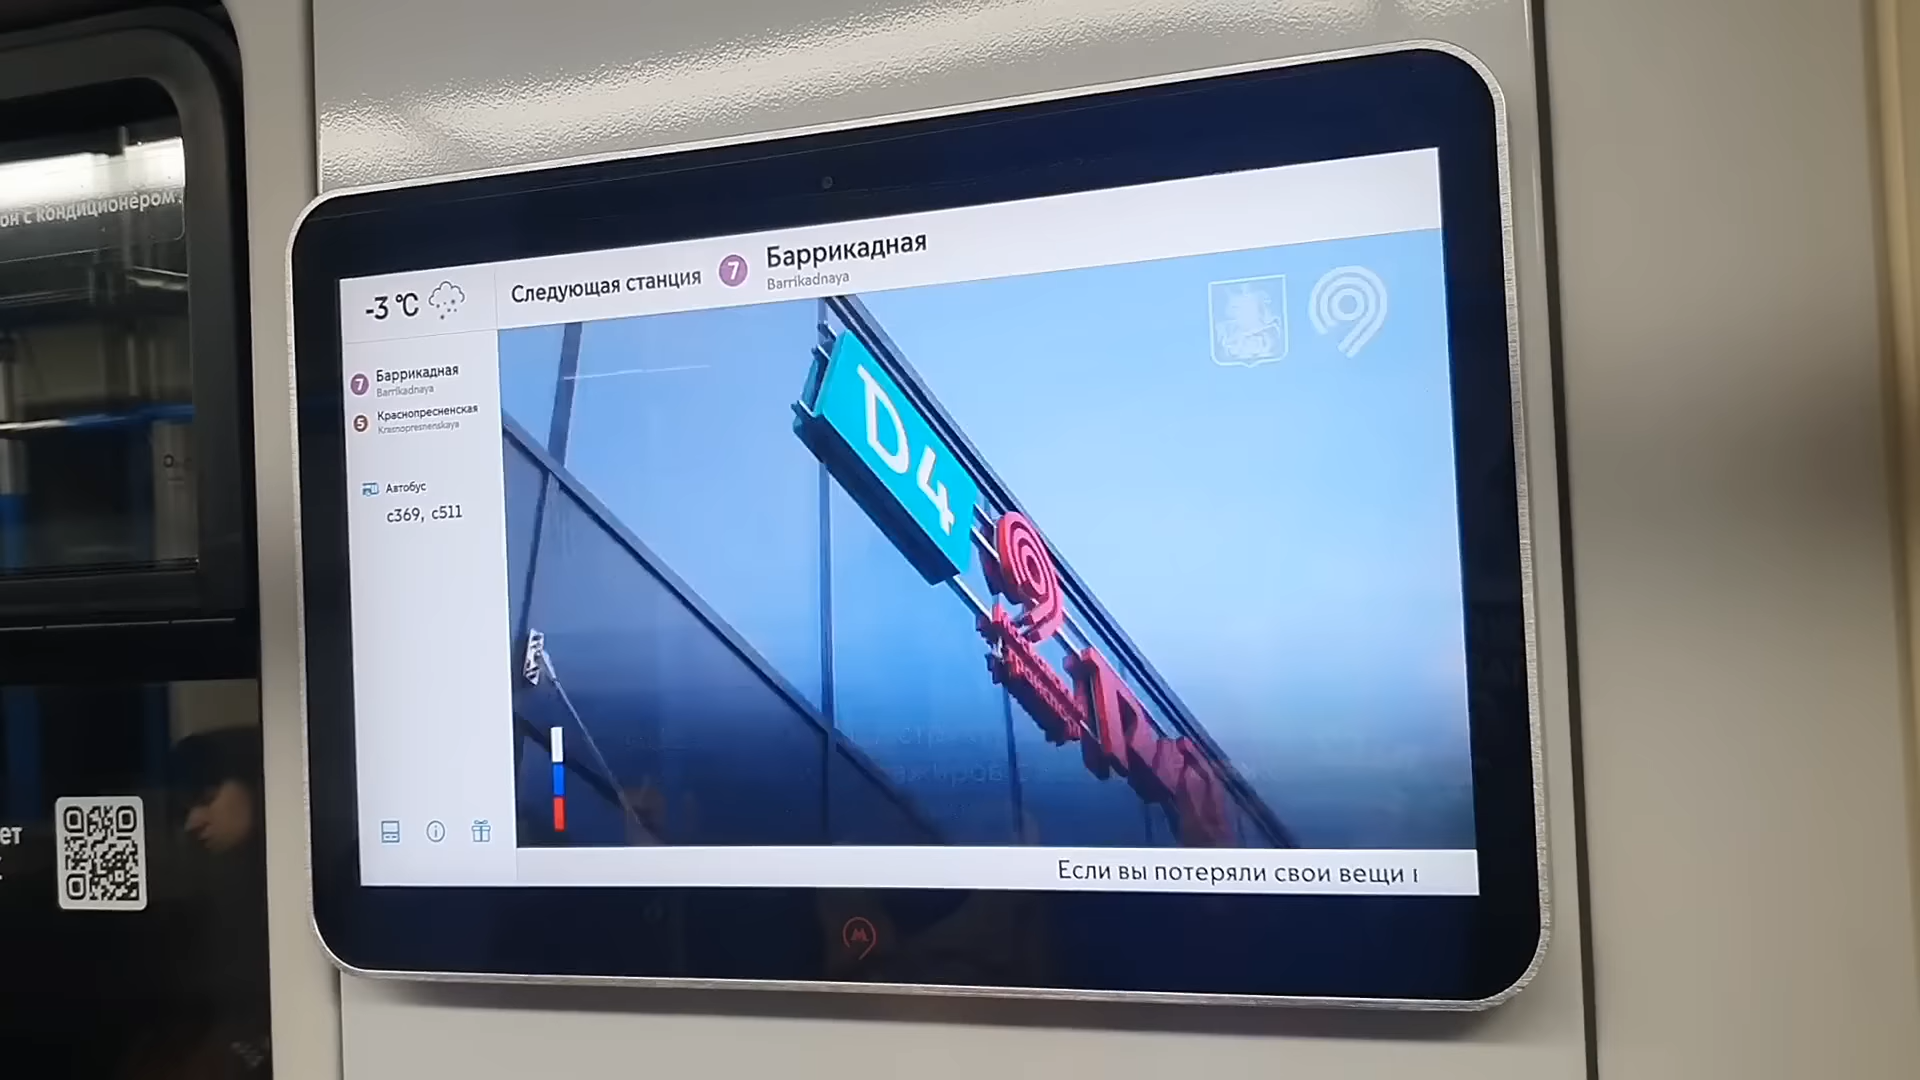 он с кондиционером
-3 °C
Следующая станция 7 Баррикадная
Barrikadnaya
7 Баррикадная
Barrikadnaya
5 Краснопресненская
Krasnopresnenskaya
Автобус
с369, с511
D4
Если вы потеряли свои вещи
ет